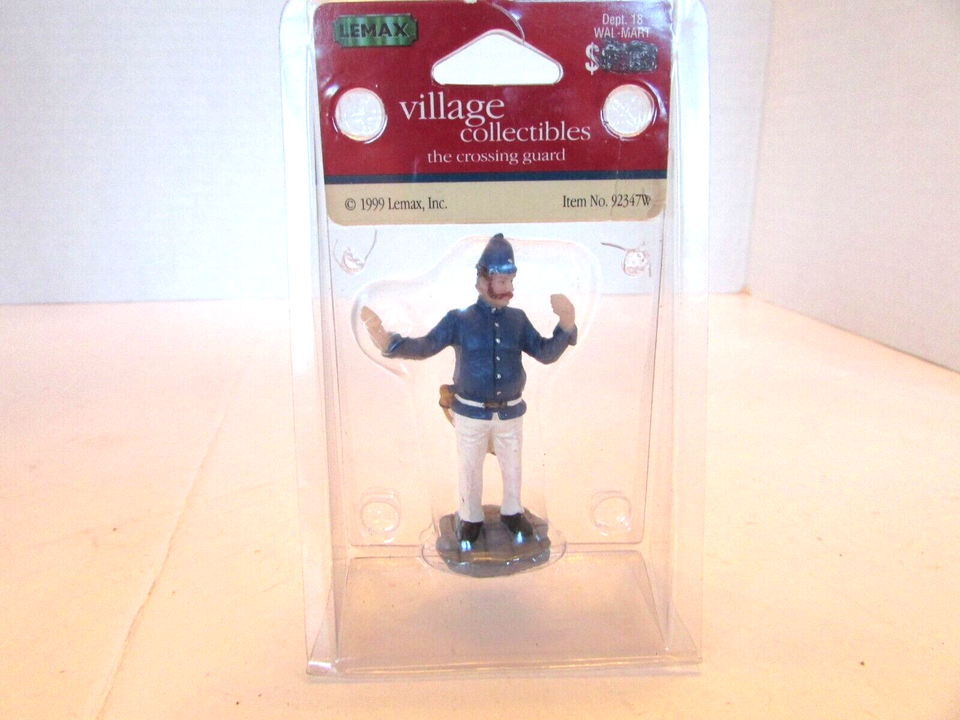 LEMAX
Dept. 18
WAL-MART
$
village
collectibles
the crossing guard
© 1999 Lemax, Inc.
Item No. 92347W